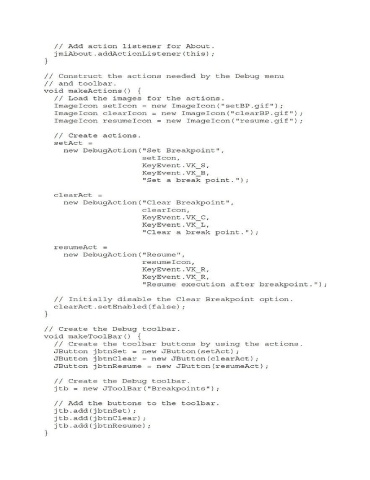 // Add action listener for About.
jmiAbout.addActionListener(this);
}
// Construct the actions needed by the Debug menu
// and toolbar.
void makeActions() {
// Load the images for the actions.
ImageIcon setIcon = new ImageIcon("setBP.gif");
ImageIcon clearIcon = new ImageIcon("clearBP.gif");
ImageIcon resumeIcon = new ImageIcon("resume.gif");
// Create actions.
setAct =
new DebugAction("Set Breakpoint",
setIcon,
KeyEvent.VK_S,
KeyEvent.VK_B,
"Set a break point.");
clearAct =
new DebugAction("Clear Breakpoint",
clearIcon,
KeyEvent.VK_C,
KeyEvent.VK_L,
"Clear a break point.");
resumeAct =
new DebugAction("Resume",
resumeIcon,
KeyEvent.VK_R,
KeyEvent.VK_R,
"Resume execution after breakpoint.");
// Initially disable the Clear Breakpoint option.
clearAct.setEnabled(false);
}
// Create the Debug toolbar.
void makeToolBar() {
// Create the toolbar buttons by using the actions.
JButton jbtnSet = new JButton(setAct);
JButton jbtnClear = new JButton(clearAct);
JButton jbtnResume = new JButton(resumeAct);
// Create the Debug toolbar.
jtb = new JToolBar("Breakpoints");
// Add the buttons to the toolbar.
jtb.add(jbtnSet);
jtb.add(jbtnClear);
jtb.add(jbtnResume);
}